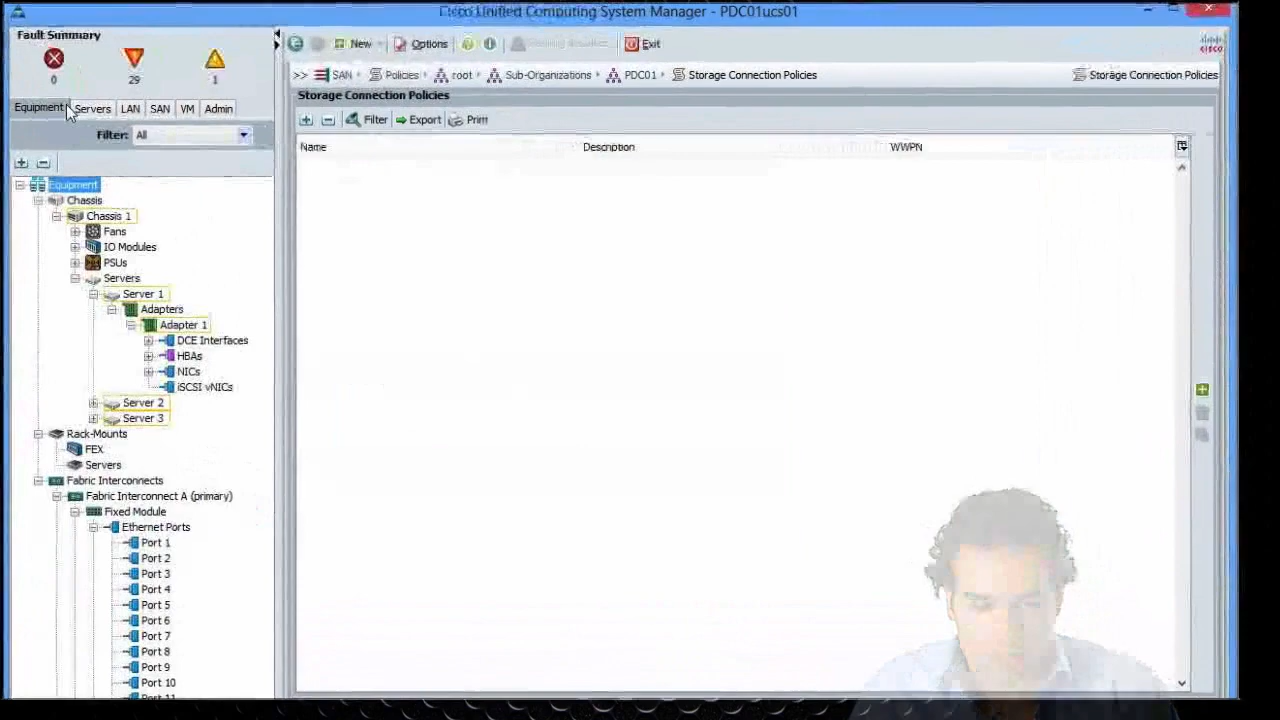 Cisco Unified Computing System Manager - PDC01ucs01
Fault Summary
0 29 1
New Options Exit
cisco
>> SAN Policies root Sub-Organizations PDC01 Storage Connection Policies Storage Connection Policies
Equipment Servers LAN SAN VM Admin
Storage Connection Policies
Filter: All
Filter Export Print
Name Description WWPN
Equipment
Chassis
Chassis 1
Fans
IO Modules
PSUs
Servers
Server 1
Adapters
Adapter 1
DCE Interfaces
HBAs
NICs
iSCSI vNICs
Server 2
Server 3
Rack-Mounts
FEX
Servers
Fabric Interconnects
Fabric Interconnect A (primary)
Fixed Module
Ethernet Ports
Port 1
Port 2
Port 3
Port 4
Port 5
Port 6
Port 7
Port 8
Port 9
Port 10
Port 11